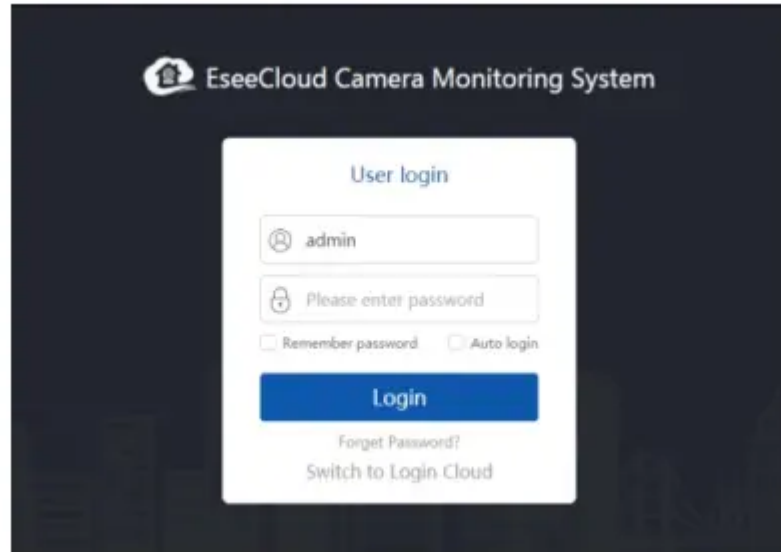 EseeCloud Camera Monitoring System
User login
admin
Please enter password
Remember password Auto login
Login
Forget Password?
Switch to Login Cloud